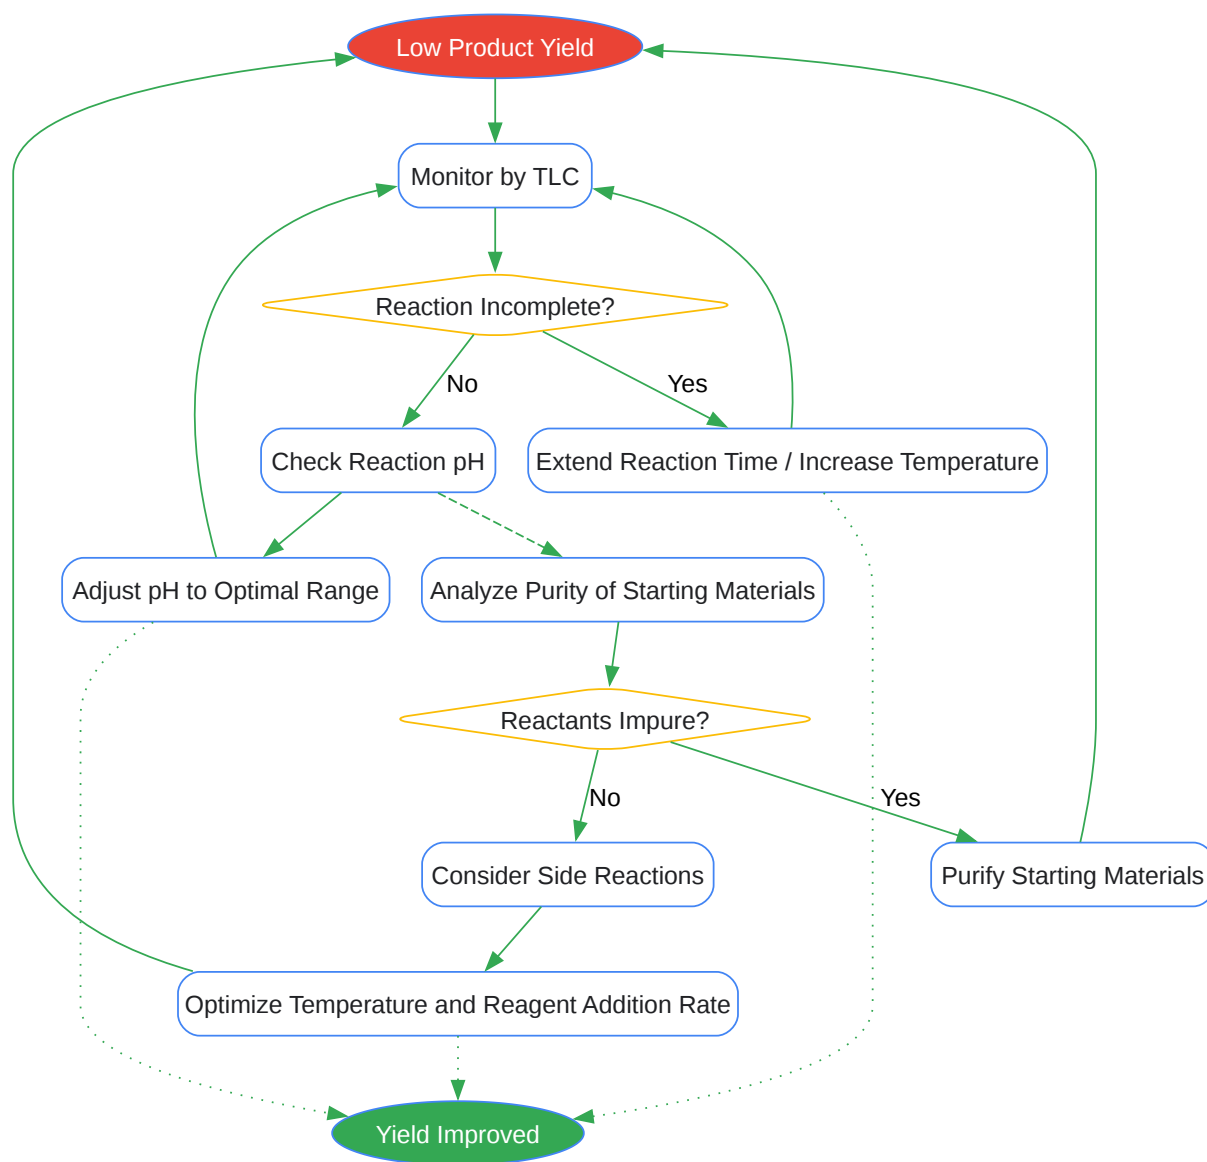 Low Product Yield
Monitor by TLC
Reaction Incomplete?
No
Yes
Check Reaction pH
Extend Reaction Time / Increase Temperature
Adjust pH to Optimal Range
Analyze Purity of Starting Materials
Reactants Impure?
No
Yes
Consider Side Reactions
Purify Starting Materials
Optimize Temperature and Reagent Addition Rate
Yield Improved